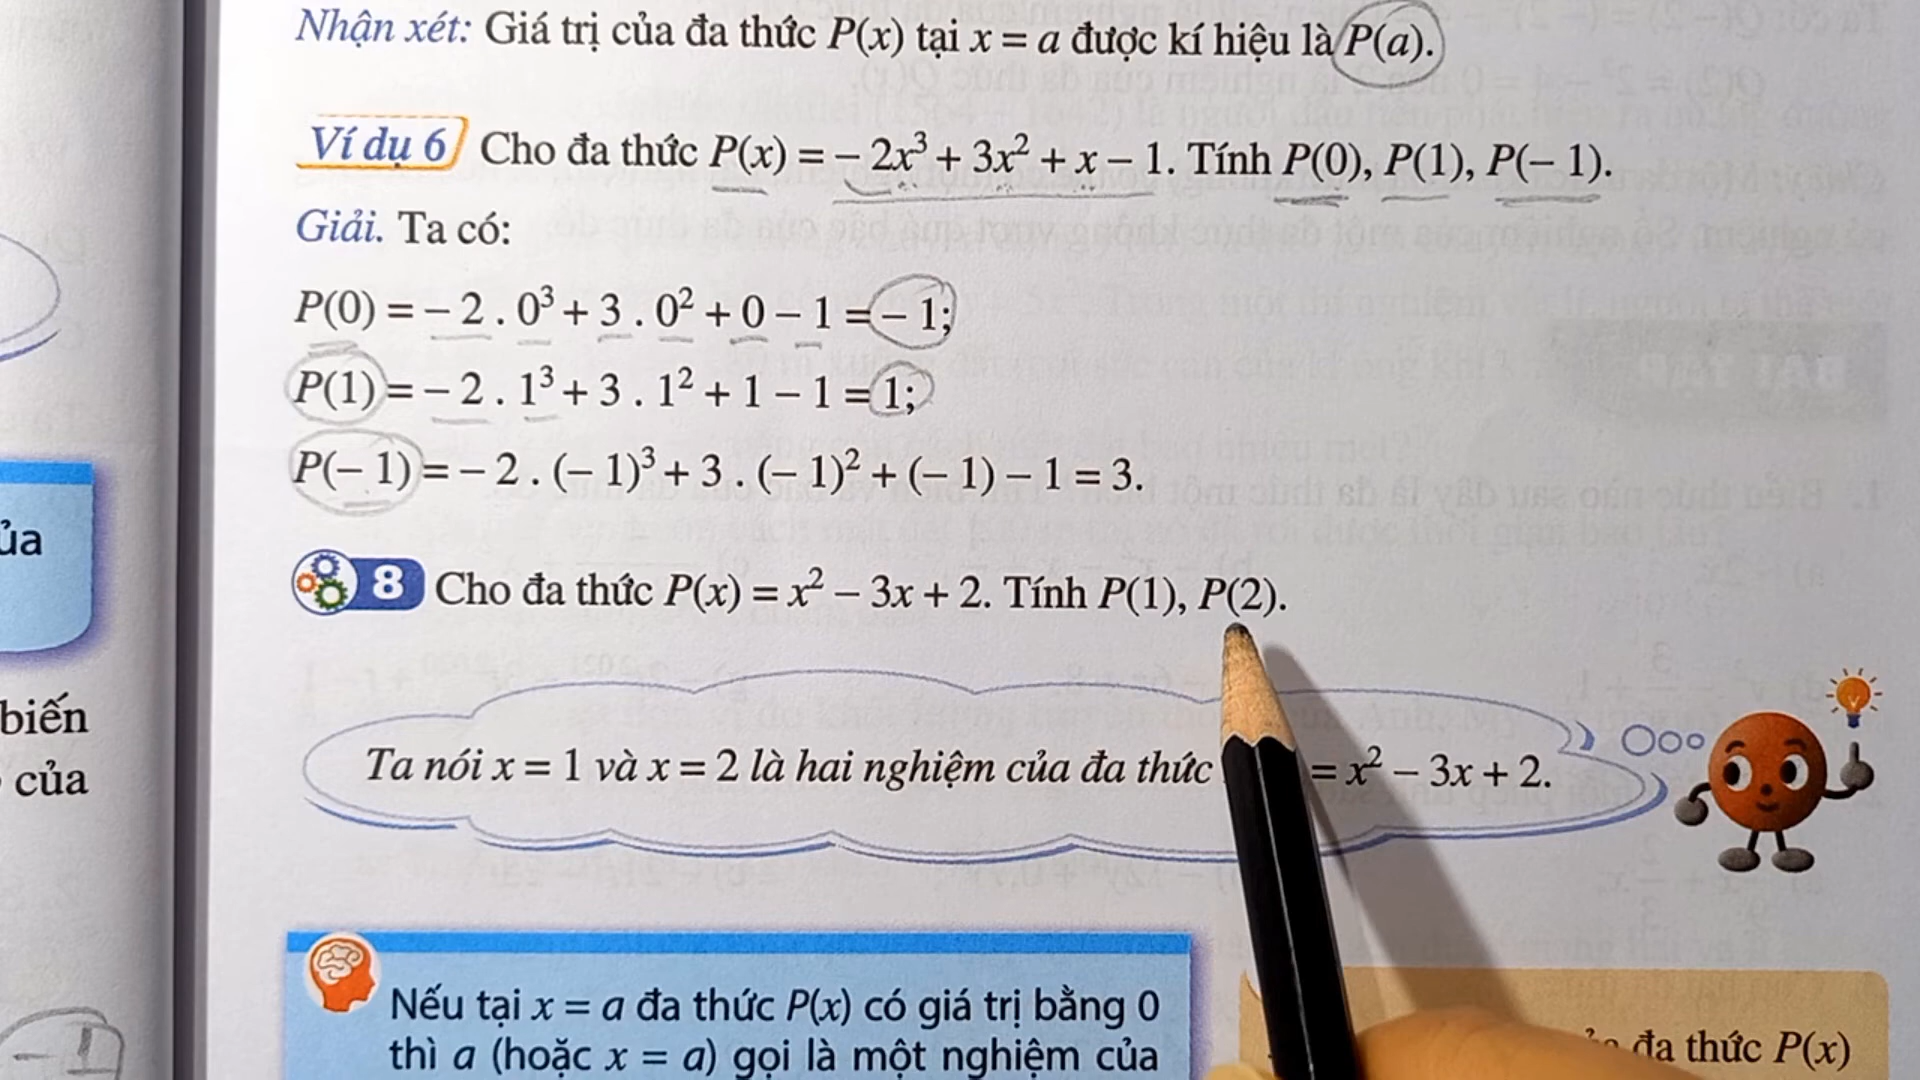 Nhận xét: Giá trị của đa thức P(x) tại x = a được kí hiệu là P(a).
Ví dụ 6 Cho đa thức P(x) = – 2x³ + 3x² + x – 1. Tính P(0), P(1), P(– 1).
Giải. Ta có:
P(0) = – 2 . 0³ + 3 . 0² + 0 – 1 = – 1;
P(1) = – 2 . 1³ + 3 . 1² + 1 – 1 = 1;
P(– 1) = – 2 . (– 1)³ + 3 . (– 1)² + (– 1) – 1 = 3.
ủa
8 Cho đa thức P(x) = x² – 3x + 2. Tính P(1), P(2).
biến
của
Ta nói x = 1 và x = 2 là hai nghiệm của đa thức = x² – 3x + 2.
Nếu tại x = a đa thức P(x) có giá trị bằng 0
thì a (hoặc x = a) gọi là một nghiệm của
đa thức P(x)
– 1